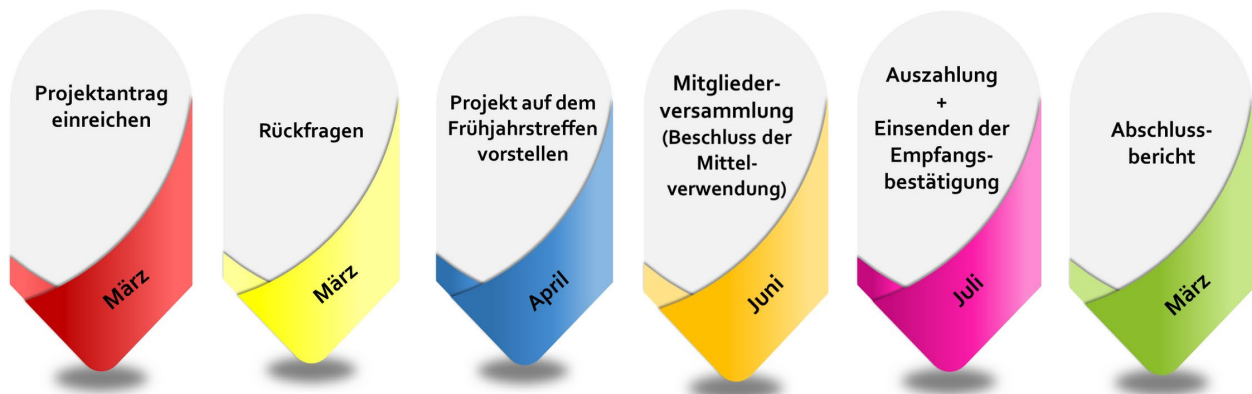 Projektantrag
einreichen
März
Rückfragen
März
Projekt auf dem
Frühjahrstreffen
vorstellen
April
Mitglieder-
versammlung
(Beschluss der
Mittel-
verwendung)
Juni
Auszahlung
+
Einsenden der
Empfangs-
bestätigung
Juli
Abschluss-
bericht
März